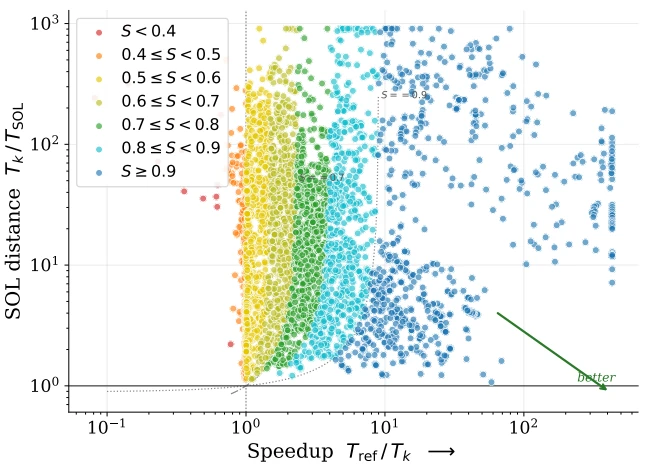 S < 0.4
0.4 ≤ S < 0.5
0.5 ≤ S < 0.6
0.6 ≤ S < 0.7
0.7 ≤ S < 0.8
0.8 ≤ S < 0.9
S ≥ 0.9
10³
10²
10¹
10⁰
SOL distance T_k / T_SOL
S = 0.9
0.7
better
10⁻¹ 10⁰ 10¹ 10²
Speedup T_ref / T_k ⟶